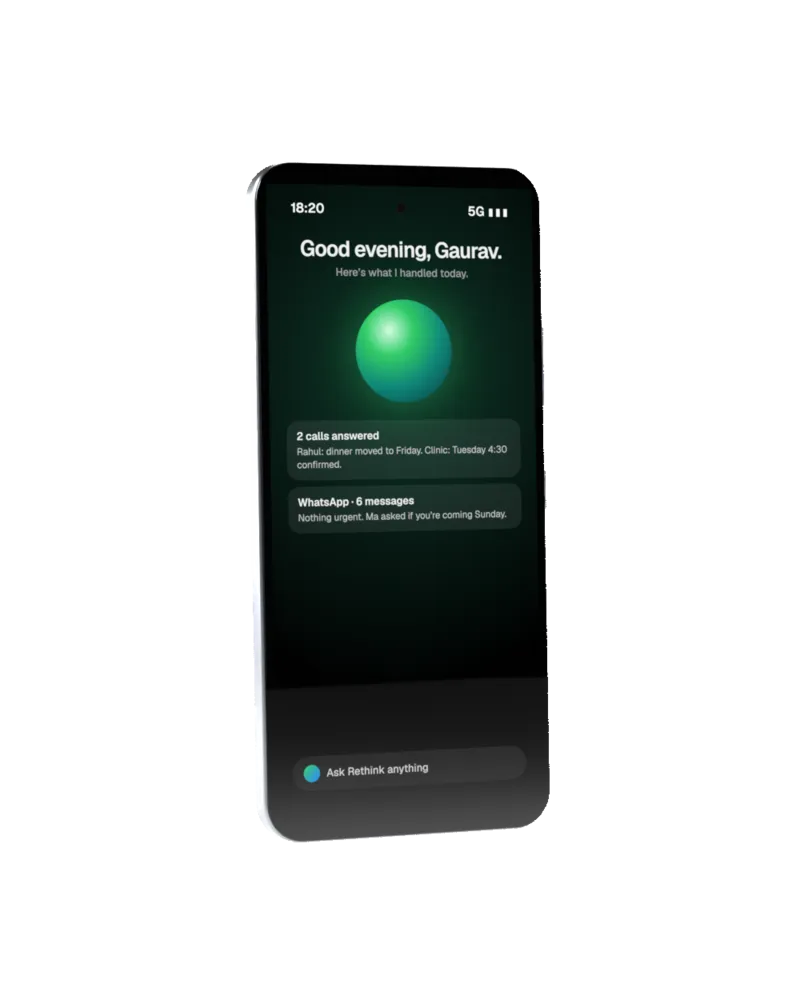 18:20
5G
Good evening, Gaurav.
Here's what I handled today.
2 calls answered
Rahul: dinner moved to Friday. Clinic: Tuesday 4:30
confirmed.
WhatsApp · 6 messages
Nothing urgent. Ma asked if you're coming Sunday.
Ask Rethink anything